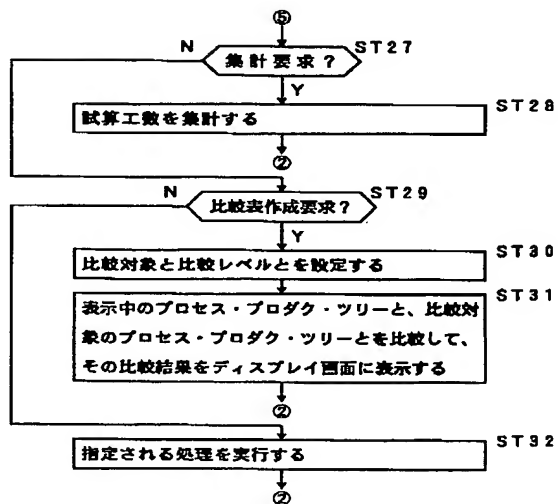 ⑤
N
集計要求?
ST27
Y
ST28
試算工数を集計する
②
N
比較表作成要求?
ST29
Y
ST30
比較対象と比較レベルとを設定する
ST31
表示中のプロセス・プロダク・ツリーと、比較対
象のプロセス・プロダク・ツリーとを比較して、
その比較結果をディスプレイ画面に表示する
②
ST32
指定される処理を実行する
②